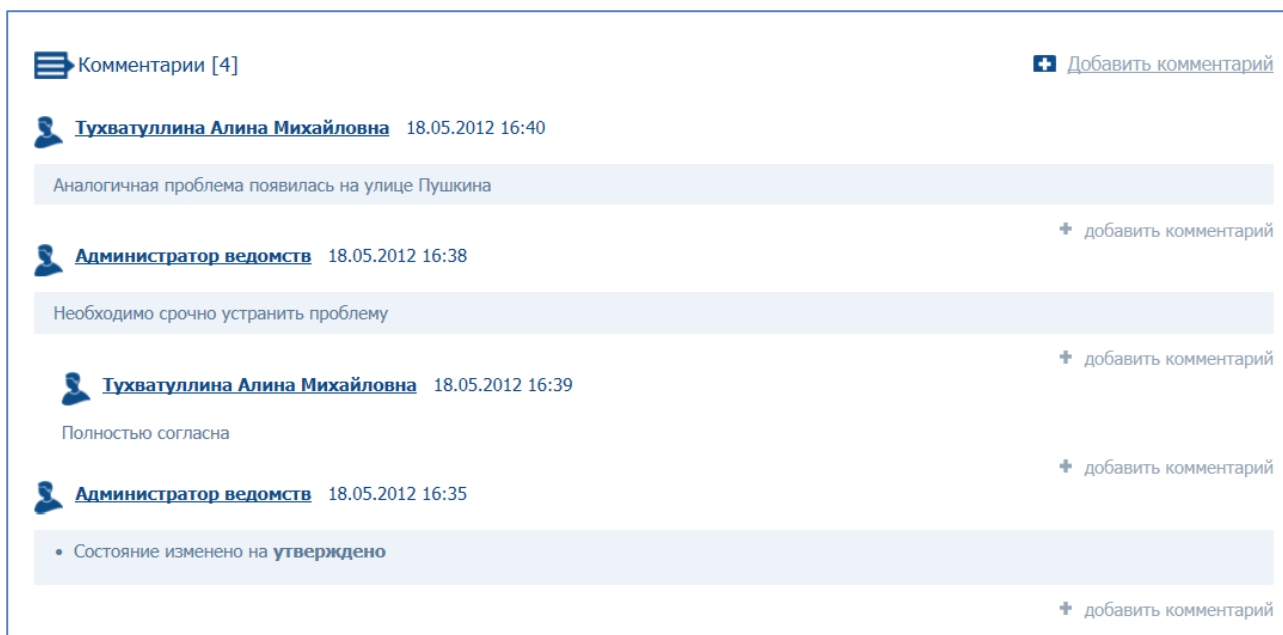 Комментарии [4] Добавить комментарий
Тухватуллина Алина Михайловна 18.05.2012 16:40
Аналогичная проблема появилась на улице Пушкина
добавить комментарий
Администратор ведомств 18.05.2012 16:38
Необходимо срочно устранить проблему
добавить комментарий
Тухватуллина Алина Михайловна 18.05.2012 16:39
Полностью согласна
добавить комментарий
Администратор ведомств 18.05.2012 16:35
• Состояние изменено на утверждено
добавить комментарий